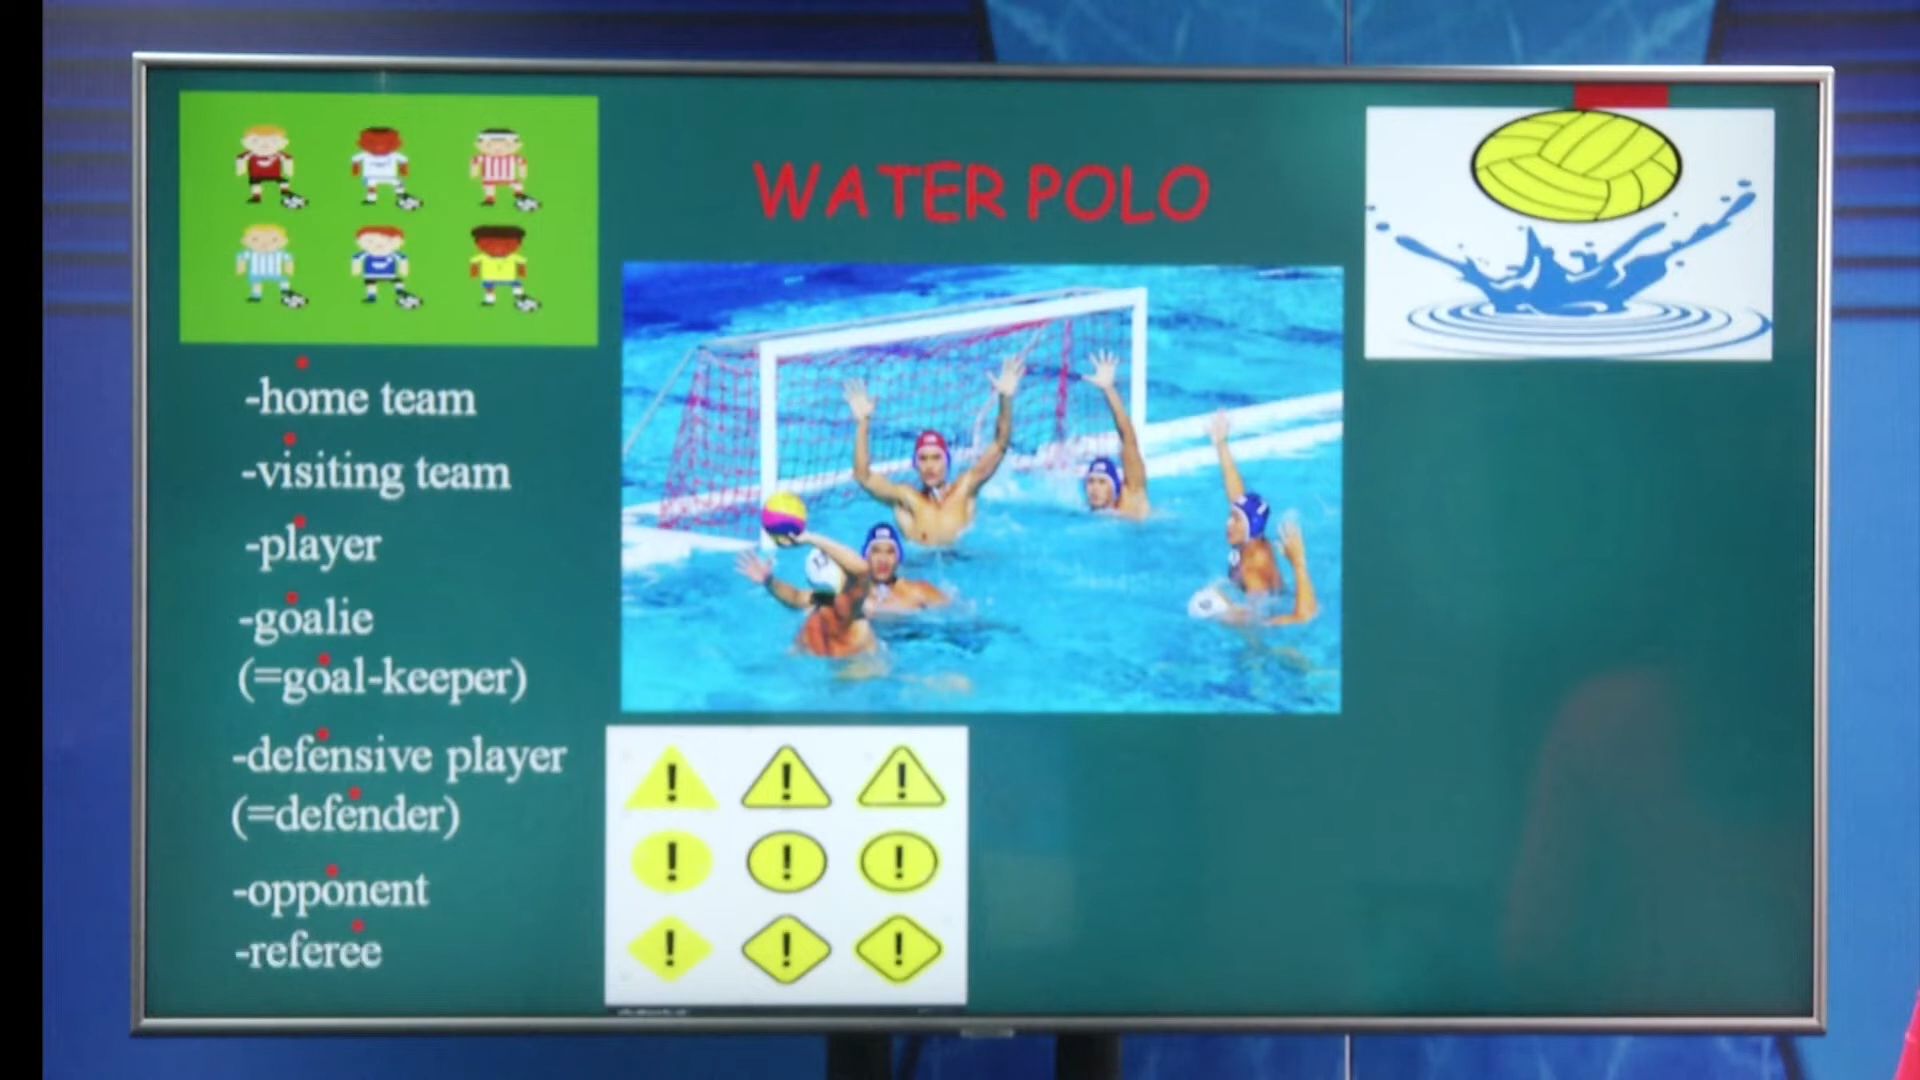 WATER POLO
-home team
-visiting team
-player
-goalie
(=goal-keeper)
-defensive player
(=defender)
-opponent
-referee
! ! !
! ! !
! ! !